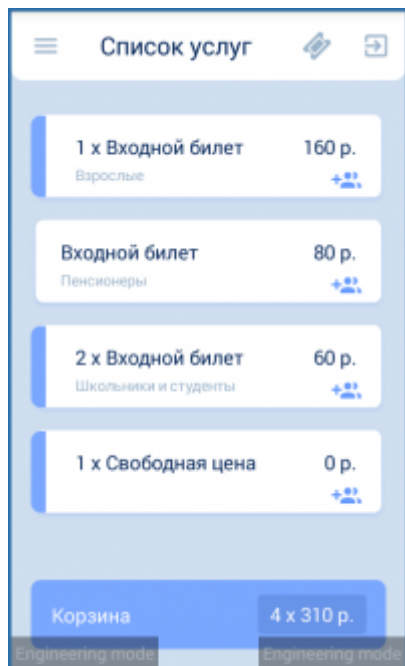 Список услуг
1 x Входной билет 160 р.
Взрослые
Входной билет 80 р.
Пенсионеры
2 x Входной билет 60 р.
Школьники и студенты
1 x Свободная цена 0 р.
Корзина 4 x 310 р.
Engineering mode Engineering mode